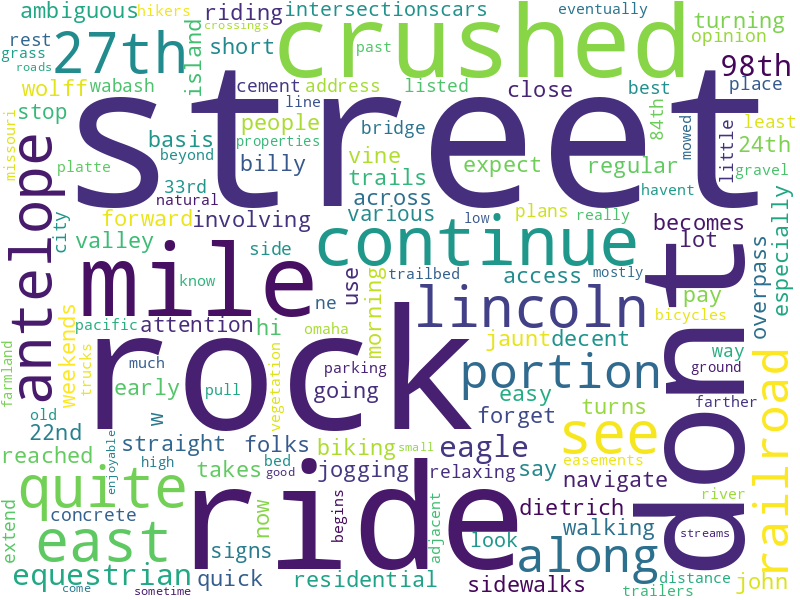 ambiguous
hikers
riding
intersections
cars
eventually
turning
opinion
rest
grass
roads
27th
short
island
crushed
crossings
past
98th
wolff
wabash
cement
address
listed
close
best
place
stop
line
84th
mowed
little
least
24th
gravel
missouri
people
properties
bridge
street
basis
beyond
billy
vine
expect
regular
platte
33rd
natural
trails
across
havent
antelope
city
forward
involving
various
low
plans
really
becomes
lot
especially
valley
side
continue
mile
know
ne
use
trailbed
access
mostly
overpass
pay
weekends
pacific
attention
hi
omaha
morning
lincoln
bicycles
farmland
trucks
much
vegetation
parking
jaunt
decent
way
ground
early
pull
going
portion
easy
farther
old
22nd
w
rock
forget
turns
dont
railroad
reached
enjoyable
straight
folks
biking
small
eagle
see
high
takes
bed
good
jogging
relaxing
say
easements
navigate
quite
extend
concrete
now
begins
ride
adjacent
dietrich
river
east
signs
look
walking
streams
along
equestrian
quick
residential
sidewalks
distance
john
come
sometime
trailers